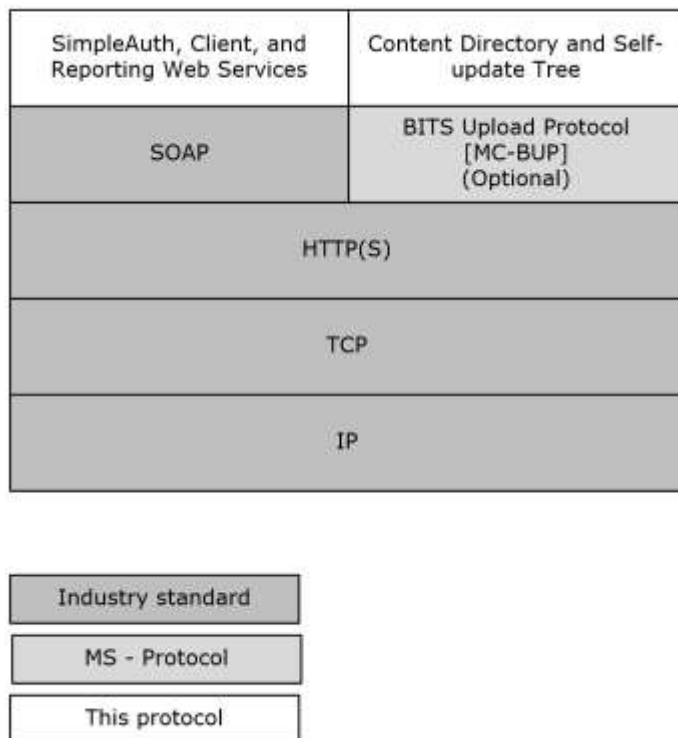 SimpleAuth, Client, and
Reporting Web Services
Content Directory and Self-
update Tree
SOAP
BITS Upload Protocol
[MC-BUP]
(Optional)
HTTP(S)
TCP
IP
Industry standard
MS - Protocol
This protocol